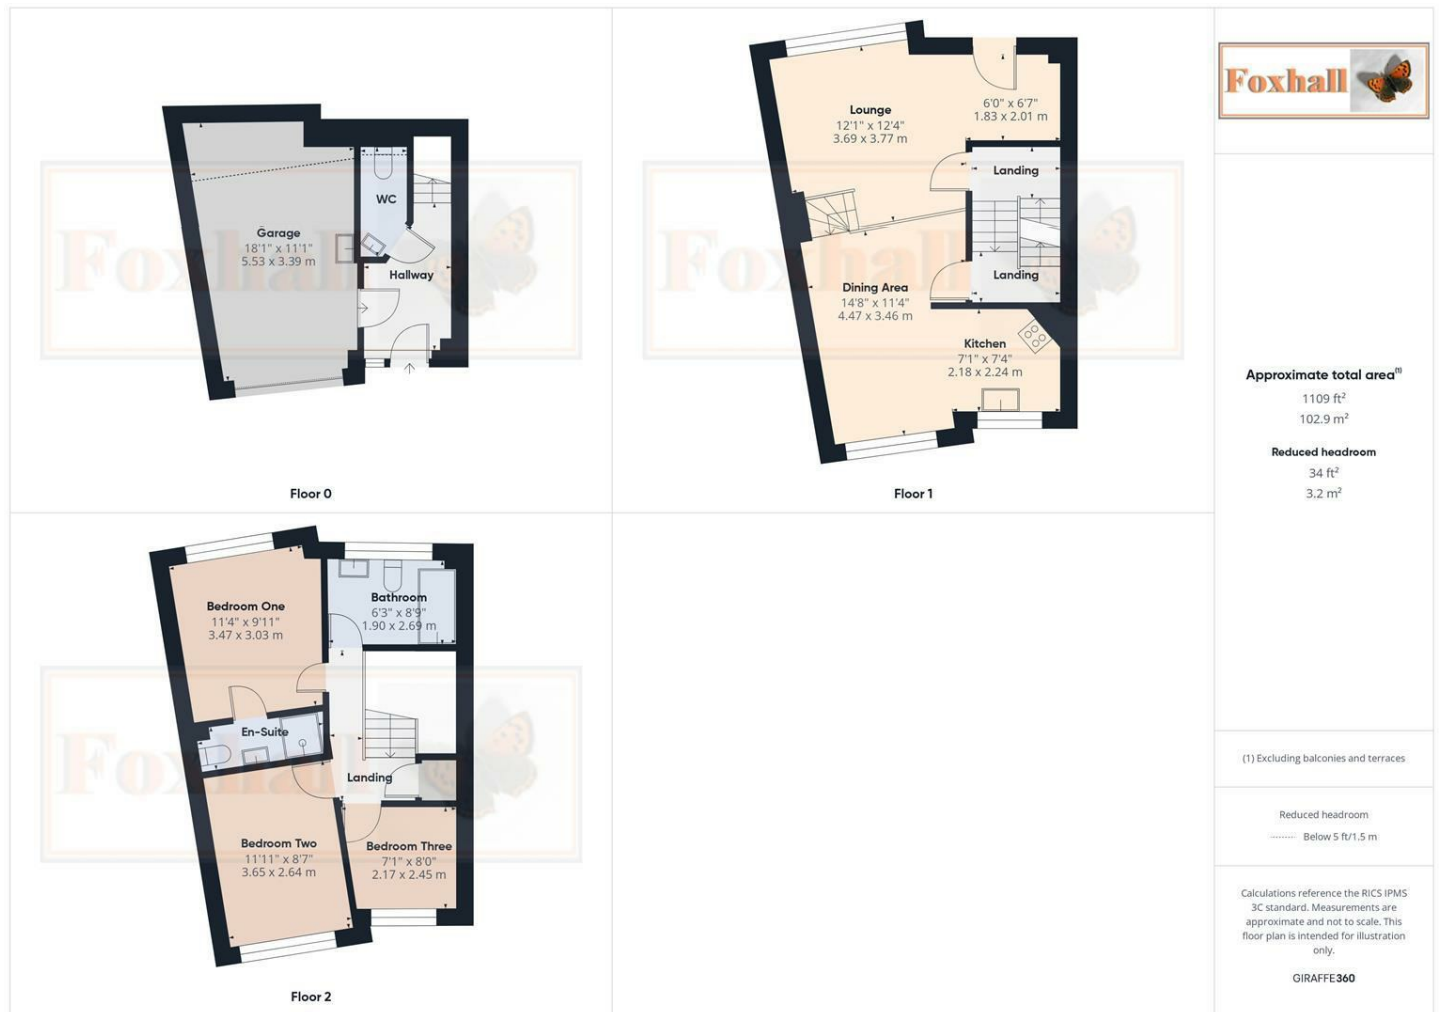 Garage
18'1" x 11'1"
5.53 x 3.39 m
WC
Hallway
Floor 0
Lounge
12'1" x 12'4"
3.69 x 3.77 m
6'0" x 6'7"
1.83 x 2.01 m
Landing
Landing
Dining Area
14'8" x 11'4"
4.47 x 3.46 m
Kitchen
7'1" x 7'4"
2.18 x 2.24 m
Floor 1
Bedroom One
11'4" x 9'11"
3.47 x 3.03 m
Bathroom
6'3" x 8'9"
1.90 x 2.69 m
En-Suite
Landing
Bedroom Two
11'11" x 8'7"
3.65 x 2.64 m
Bedroom Three
7'1" x 8'0"
2.17 x 2.45 m
Floor 2
Foxhall
Foxhall
Foxhall
Foxhall
Approximate total area(1)
1109 ft²
102.9 m²
Reduced headroom
34 ft²
3.2 m²
(1) Excluding balconies and terraces
Reduced headroom
Below 5 ft/1.5 m
Calculations reference the RICS IPMS
3C standard. Measurements are
approximate and not to scale. This
floor plan is intended for illustration
only.
GIRAFFE360